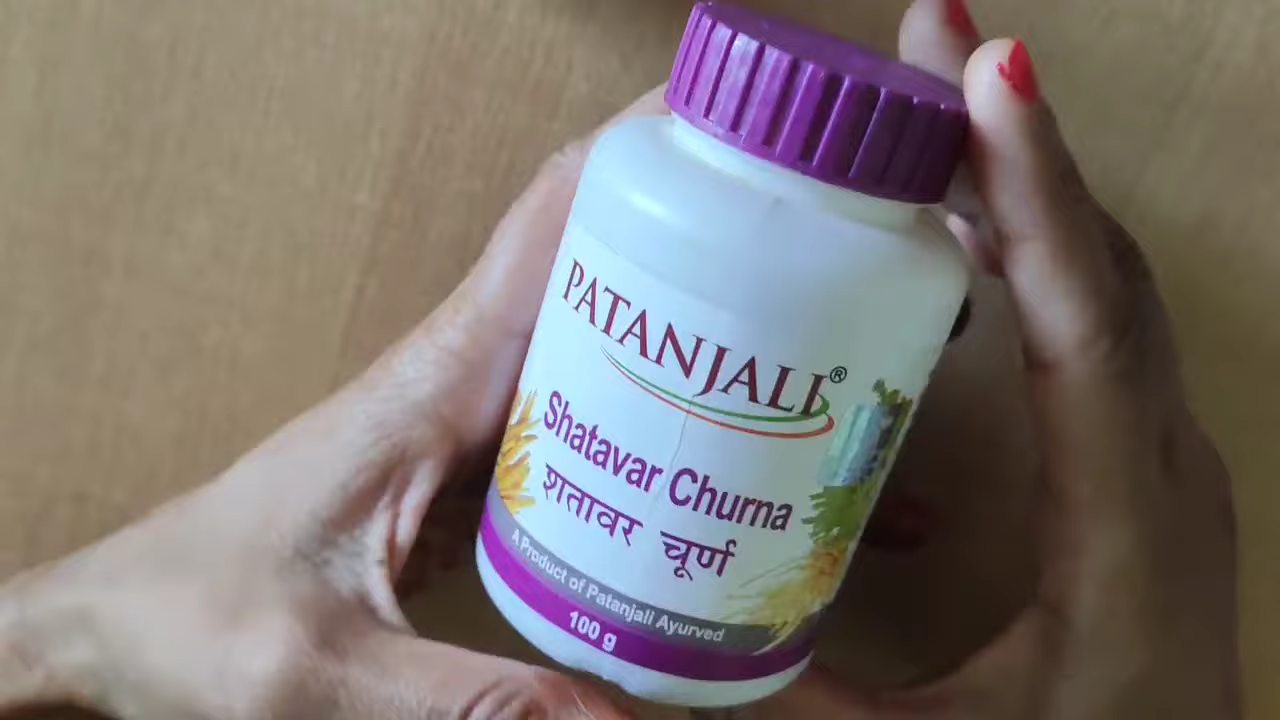 PATANJALI®
Shatavar Churna
शतावर चूर्ण
A Product of Patanjali Ayurved
100 g